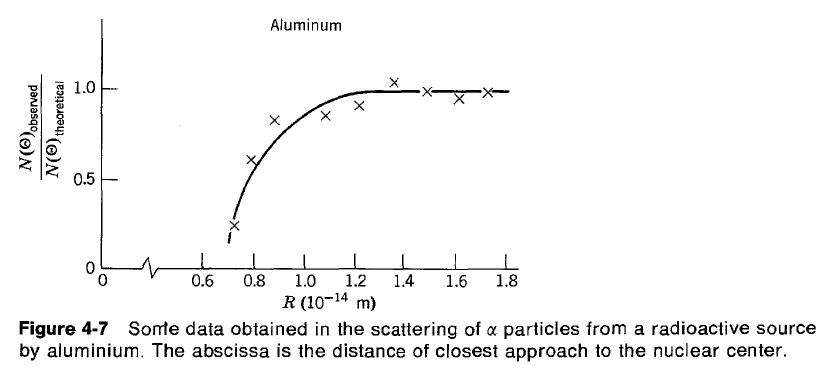 Aluminum
N(Θ)observed
N(Θ)theoretical
1.0
0.5
0
0 0.6 0.8 1.0 1.2 1.4 1.6 1.8
R (10⁻¹⁴ m)
Figure 4-7 Some data obtained in the scattering of α particles from a radioactive source
by aluminium. The abscissa is the distance of closest approach to the nuclear center.